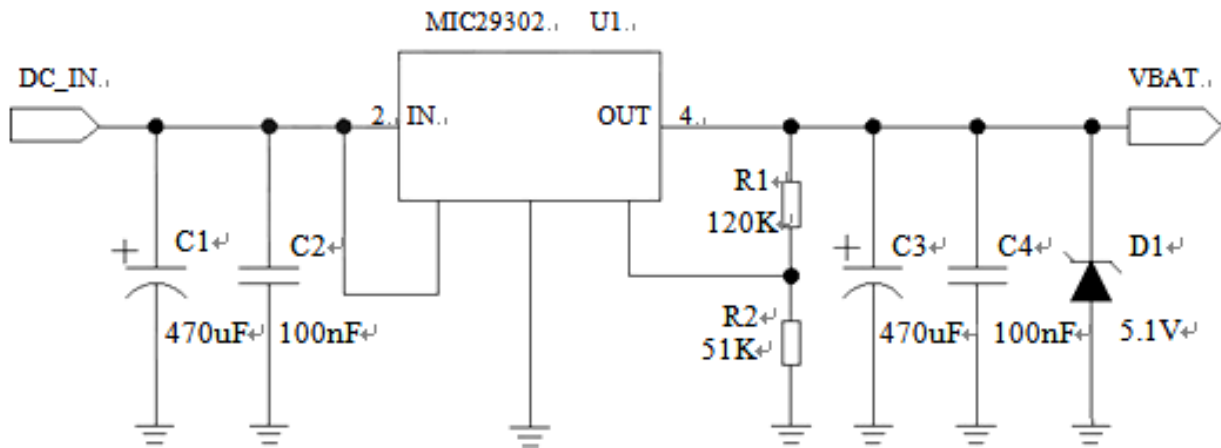 MIC29302 U1
DC_IN
VBAT
2 IN
OUT 4
R1
120K
C1
C2
C3
C4
D1
R2
51K
470uF
100nF
470uF
100nF
5.1V